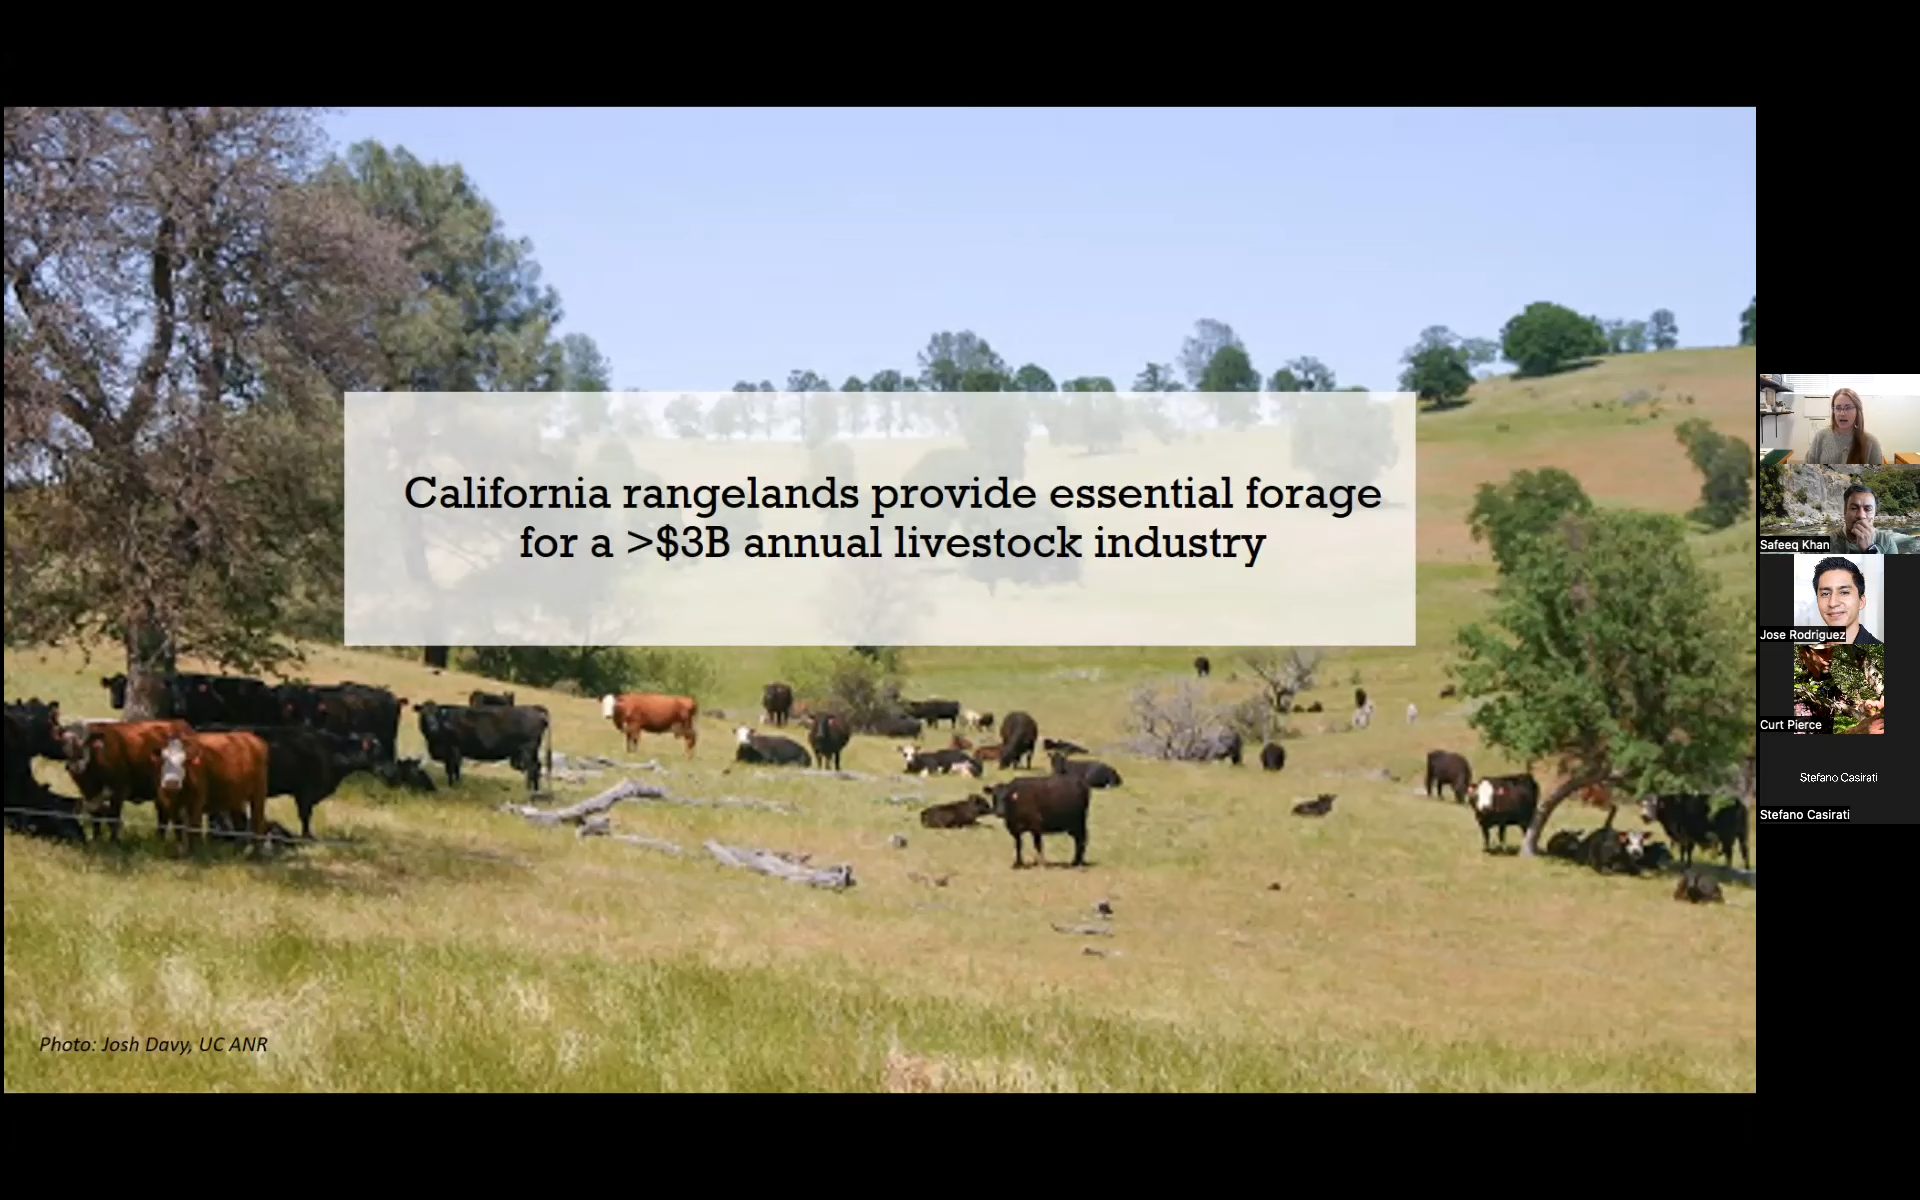 California rangelands provide essential forage
for a >$3B annual livestock industry
Photo: Josh Davy, UC ANR
Safeeq Khan
Jose Rodriguez
Curt Pierce
Stefano Casirati
Stefano Casirati